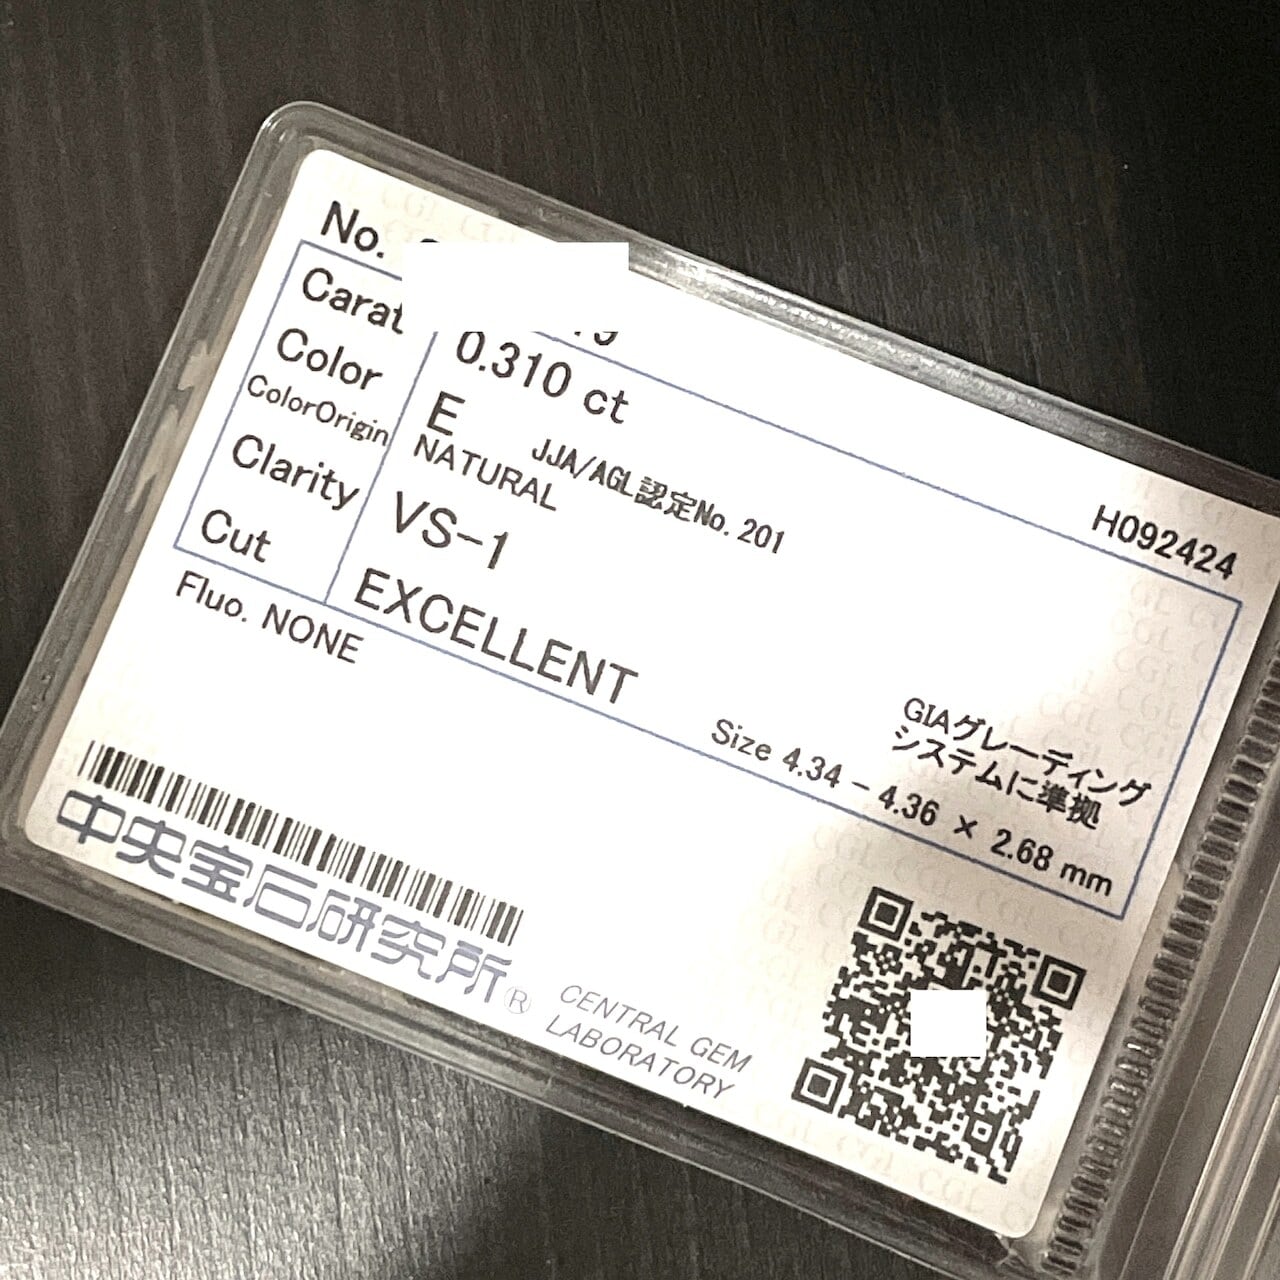 No.
Carat 0.310 ct
Color E
JJA/AGL認定No. 201
ColorOrigin NATURAL
H092424
Clarity VS-1
Cut EXCELLENT
GIAグレーディング
システムに準拠
Size 4.34 - 4.36 × 2.68 mm
Fluo. NONE
中央宝石研究所®
CENTRAL GEM
LABORATORY